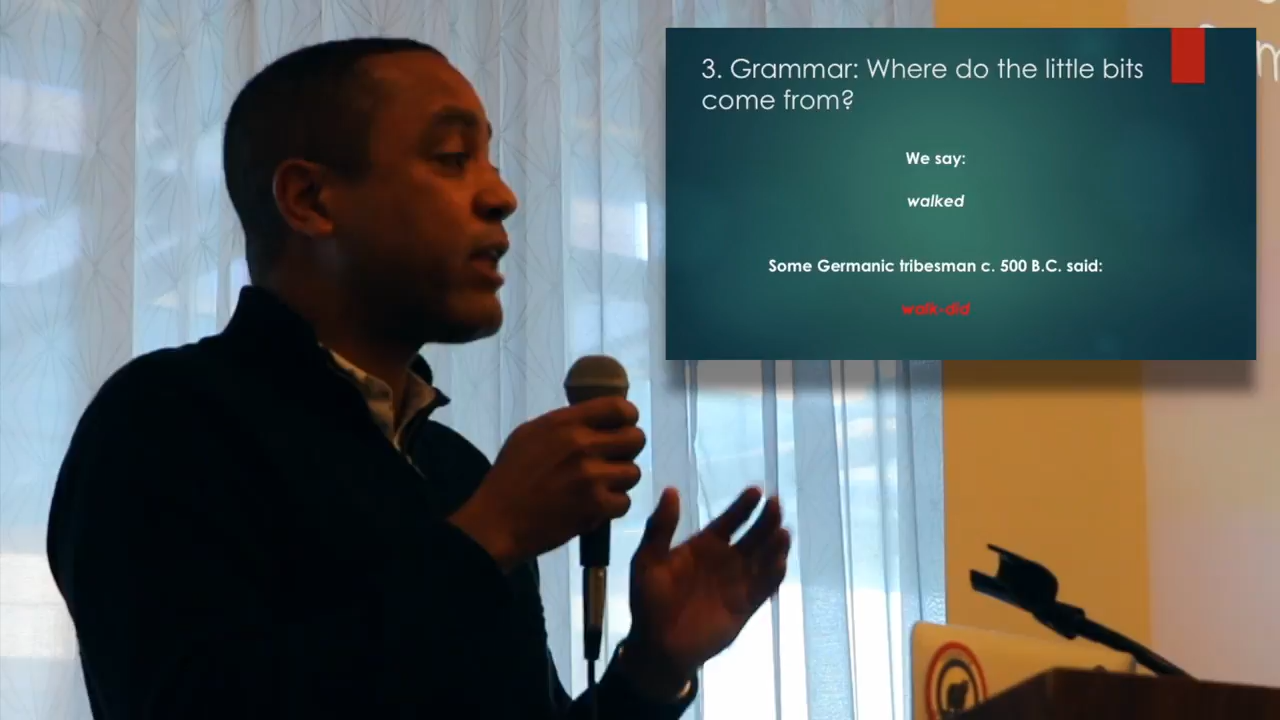 3. Grammar: Where do the little bits
come from?
We say:
walked
Some Germanic tribesman c. 500 B.C. said:
walk-did